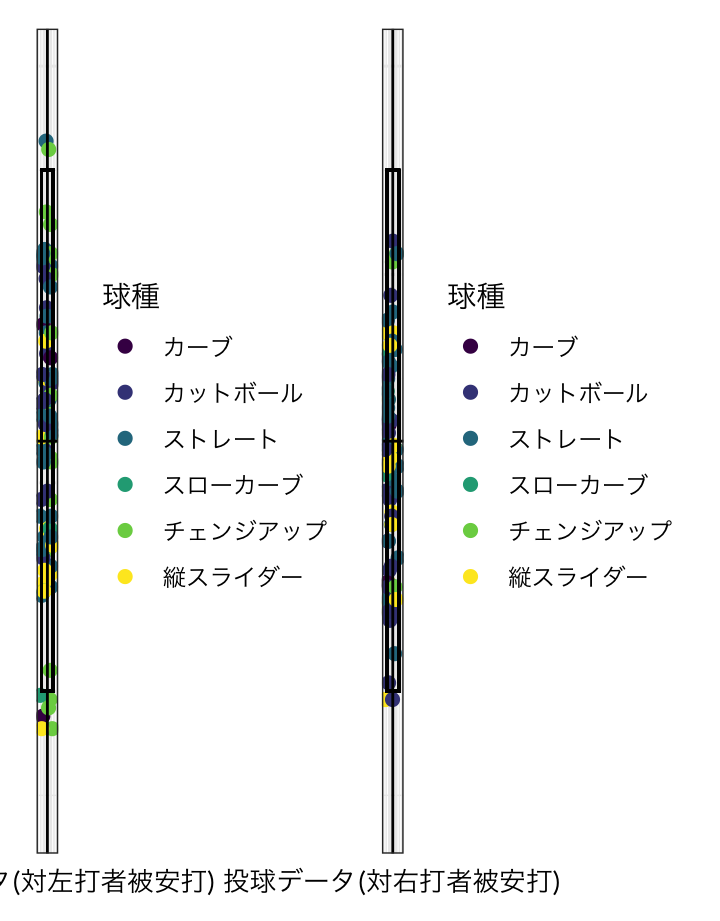 球種
カーブ
カットボール
ストレート
スローカーブ
チェンジアップ
縦スライダー
球種
カーブ
カットボール
ストレート
スローカーブ
チェンジアップ
縦スライダー
(対左打者被安打) 投球データ(対右打者被安打)